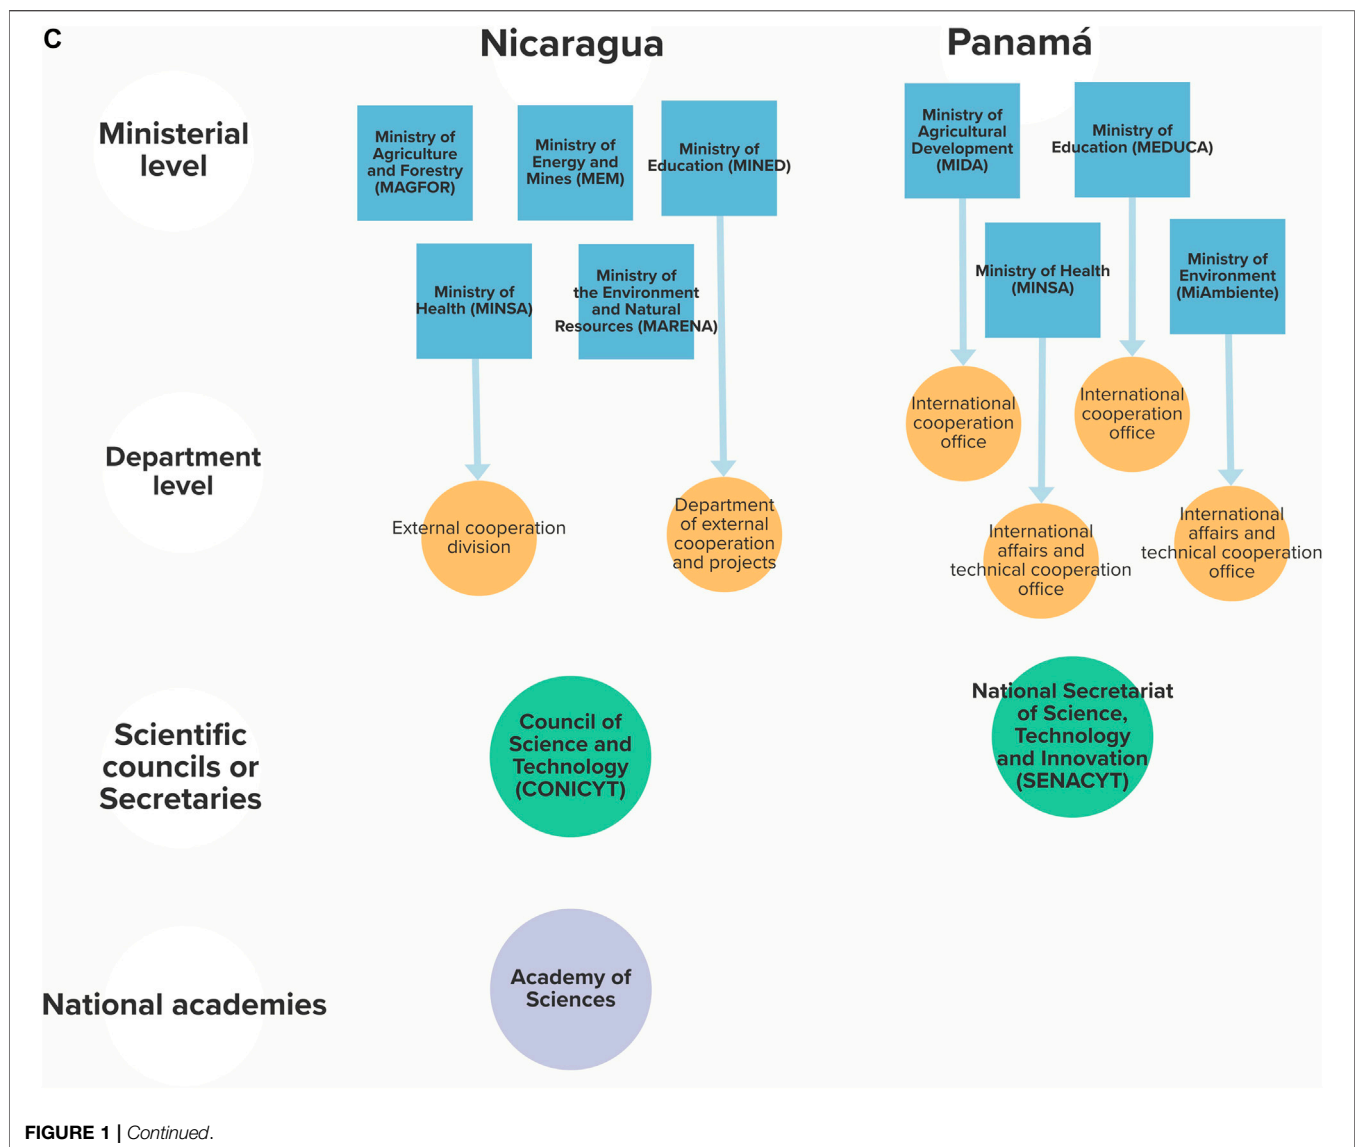 C
Nicaragua
Panamá
Ministerial
level
Ministry of
Agriculture
and Forestry
(MAGFOR)
Ministry of
Energy and
Mines (MEM)
Ministry of
Education (MINED)
Ministry of
Agricultural
Development
(MIDA)
Ministry of
Education (MEDUCA)
Ministry of
Health (MINSA)
Ministry of
the Environment
and Natural
Resources (MARENA)
Ministry of Health
(MINSA)
Ministry of
Environment
(MiAmbiente)
Department
level
External cooperation
division
Department
of external
cooperation
and projects
International
cooperation
office
International
cooperation
office
International
affairs and
technical cooperation
office
International
affairs and
technical cooperation
office
Scientific
councils or
Secretaries
Council of
Science and
Technology
(CONICYT)
National Secretariat
of Science,
Technology
and Innovation
(SENACYT)
National academies
Academy of
Sciences
FIGURE 1 | Continued.